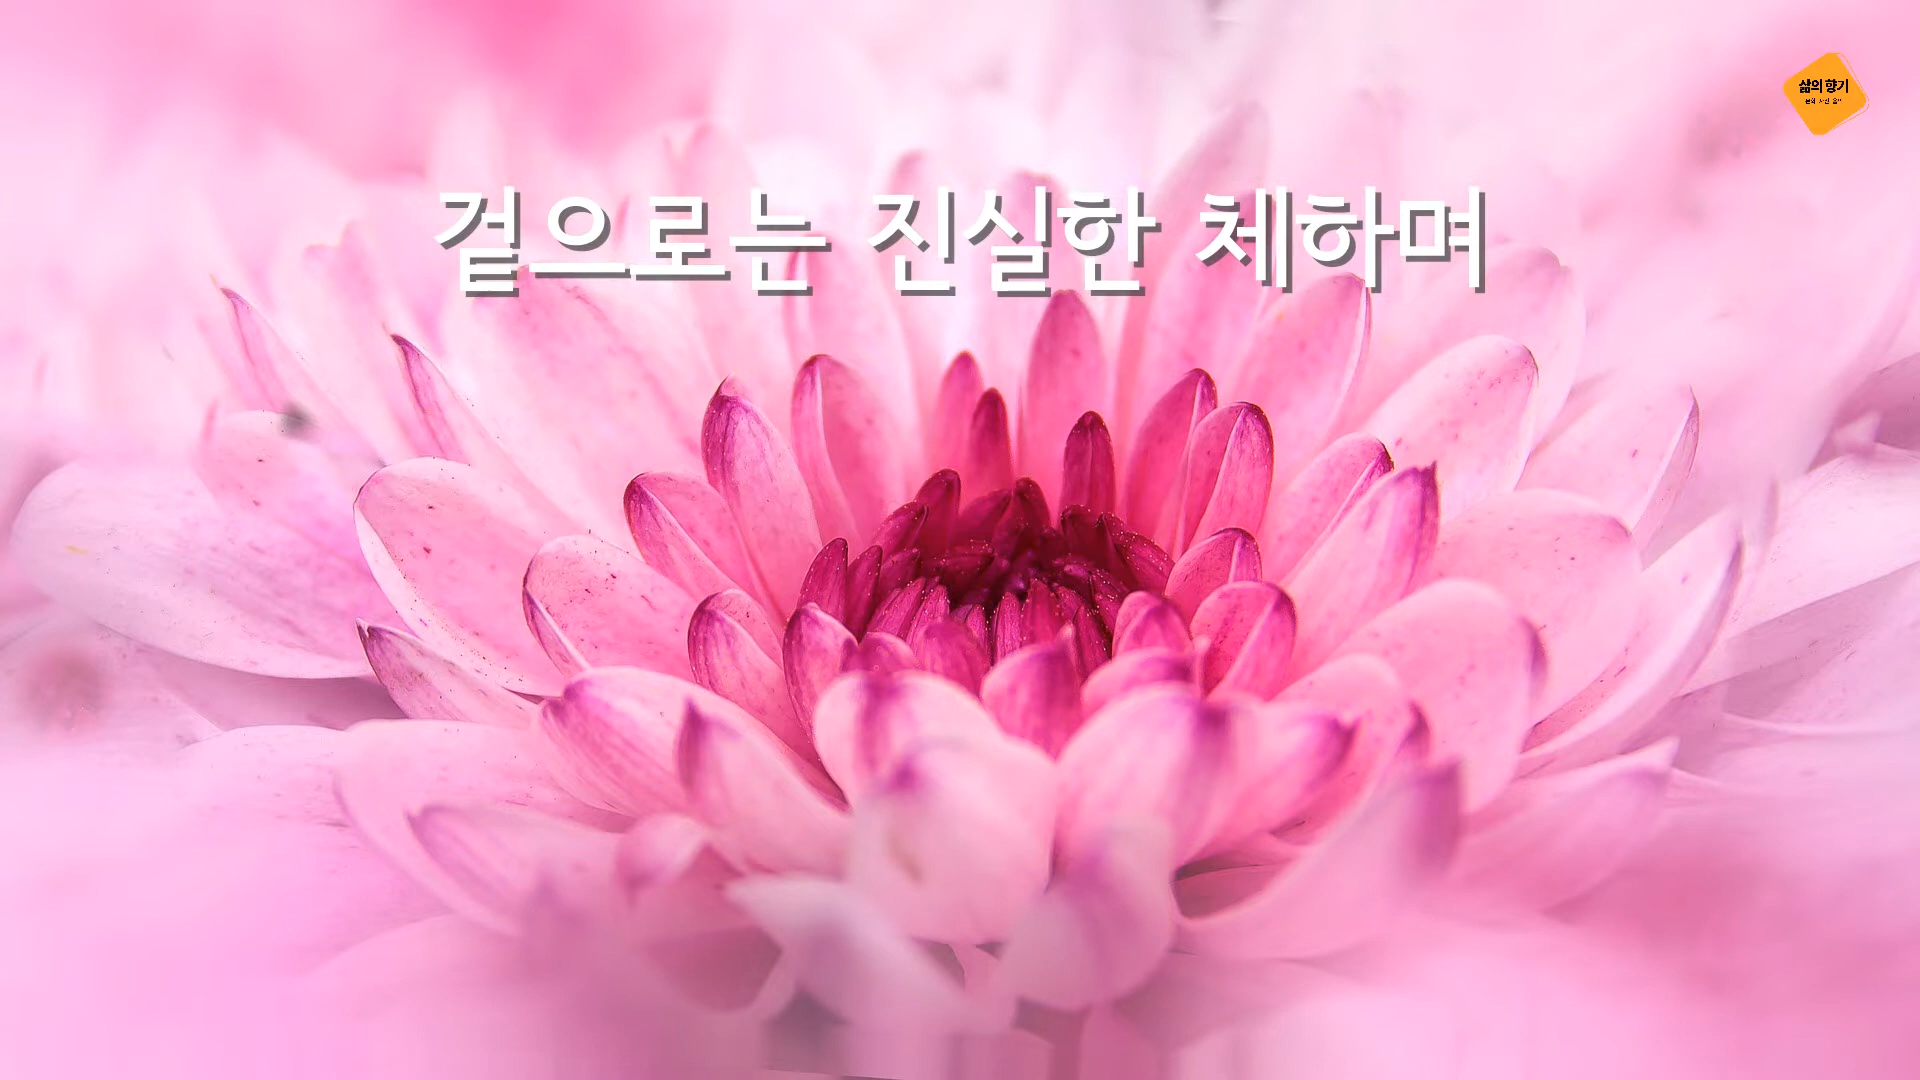 삶의 향기
겉으로는 진실한 체하며